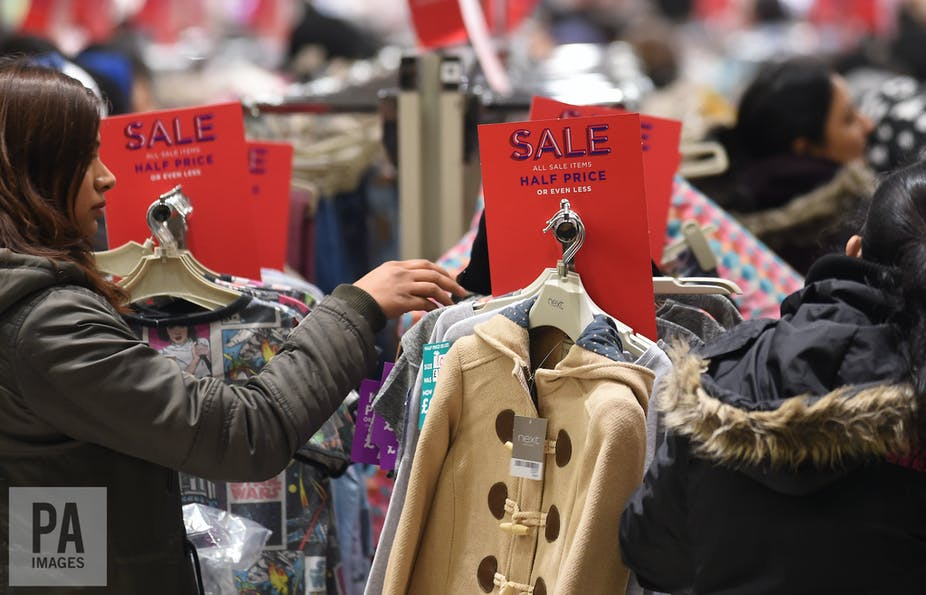 SALE
ALL SALE ITEMS
HALF PRICE
OR EVEN LESS
SALE
ALL SALE ITEMS
HALF PRICE
OR EVEN LESS
next
next
WARS
PA
IMAGES